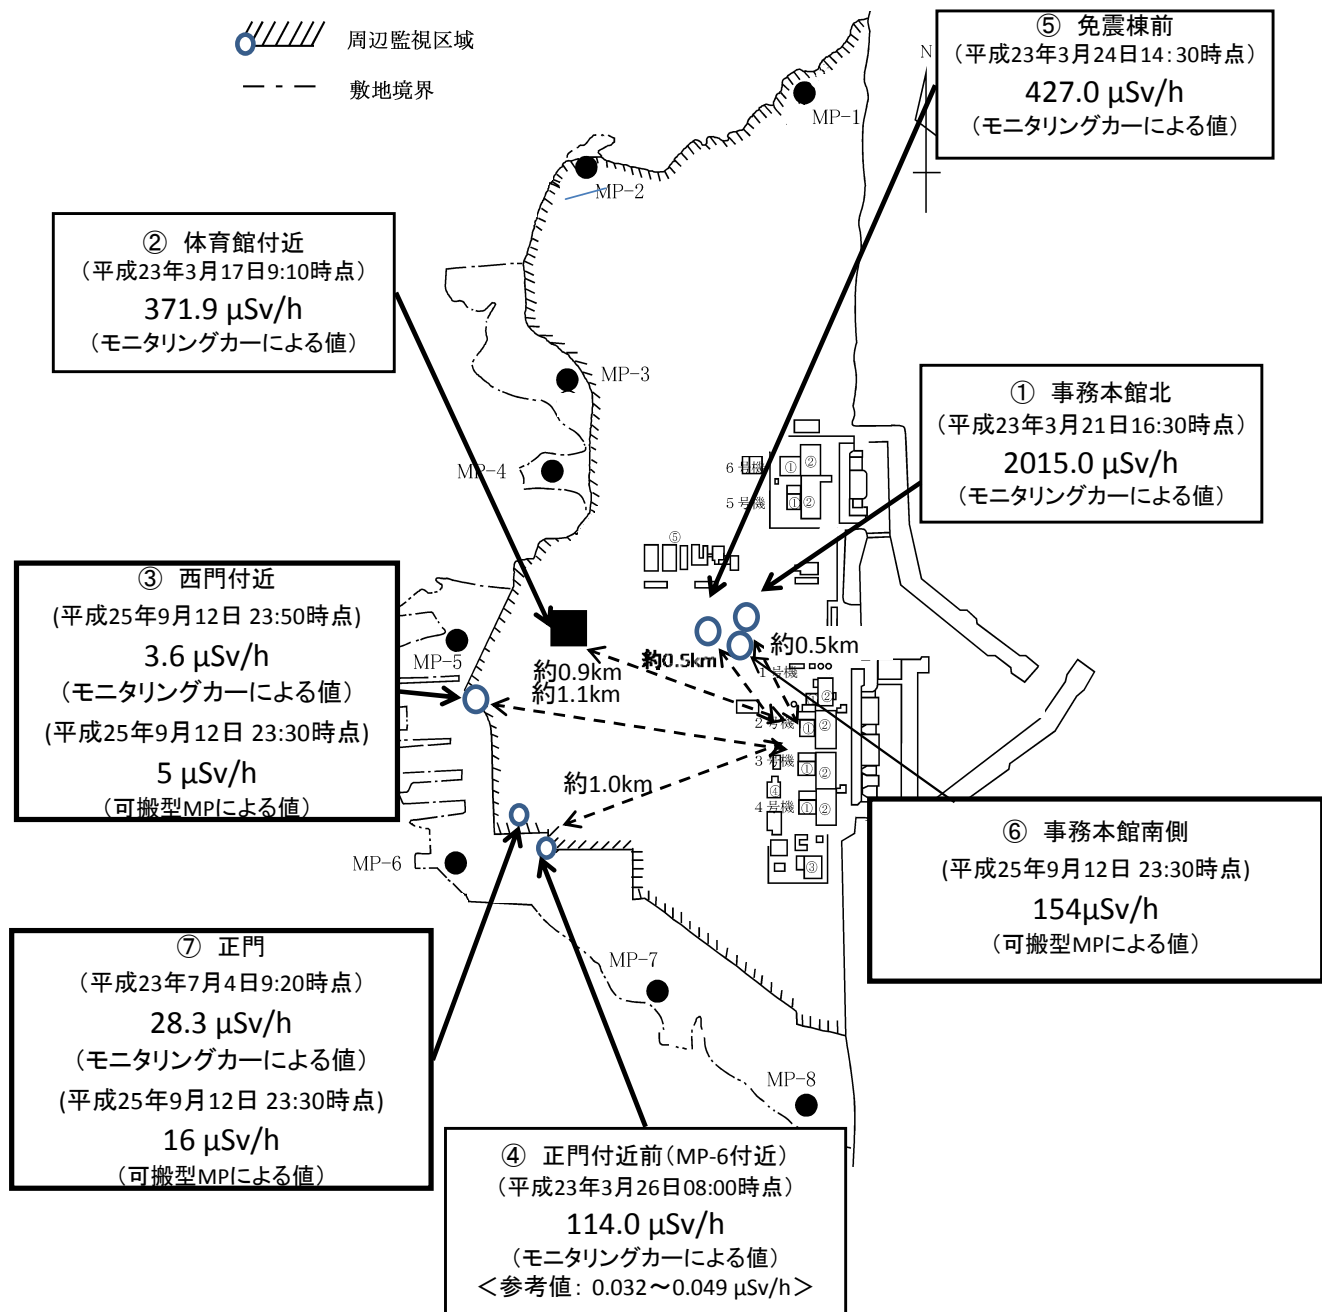 周辺監視区域
敷地境界
⑤ 免震棟前
（平成23年3月24日14:30時点）
427.0 μSv/h
（モニタリングカーによる値）
N
MP-1
MP-2
② 体育館付近
（平成23年3月17日9:10時点）
371.9 μSv/h
（モニタリングカーによる値）
MP-3
① 事務本館北
（平成23年3月21日16:30時点）
2015.0 μSv/h
（モニタリングカーによる値）
MP-4
6号機
①
②
5号機
①
②
⑤
③ 西門付近
(平成25年9月12日 23:50時点)
3.6 μSv/h
（モニタリングカーによる値）
(平成25年9月12日 23:30時点)
5 μSv/h
（可搬型MPによる値）
MP-5
約0.9km
約1.1km
約0.5km
約0.5km
1号機
②
2号機
①
②
3号機
①
②
④
4号機
①
②
③
約1.0km
MP-6
⑥ 事務本館南側
(平成25年9月12日 23:30時点)
154μSv/h
（可搬型MPによる値）
⑦ 正門
（平成23年7月4日9:20時点）
28.3 μSv/h
（モニタリングカーによる値）
(平成25年9月12日 23:30時点)
16 μSv/h
（可搬型MPによる値）
MP-7
MP-8
④ 正門付近前（MP-6付近）
（平成23年3月26日08:00時点）
114.0 μSv/h
（モニタリングカーによる値）
＜参考値: 0.032～0.049 μSv/h＞